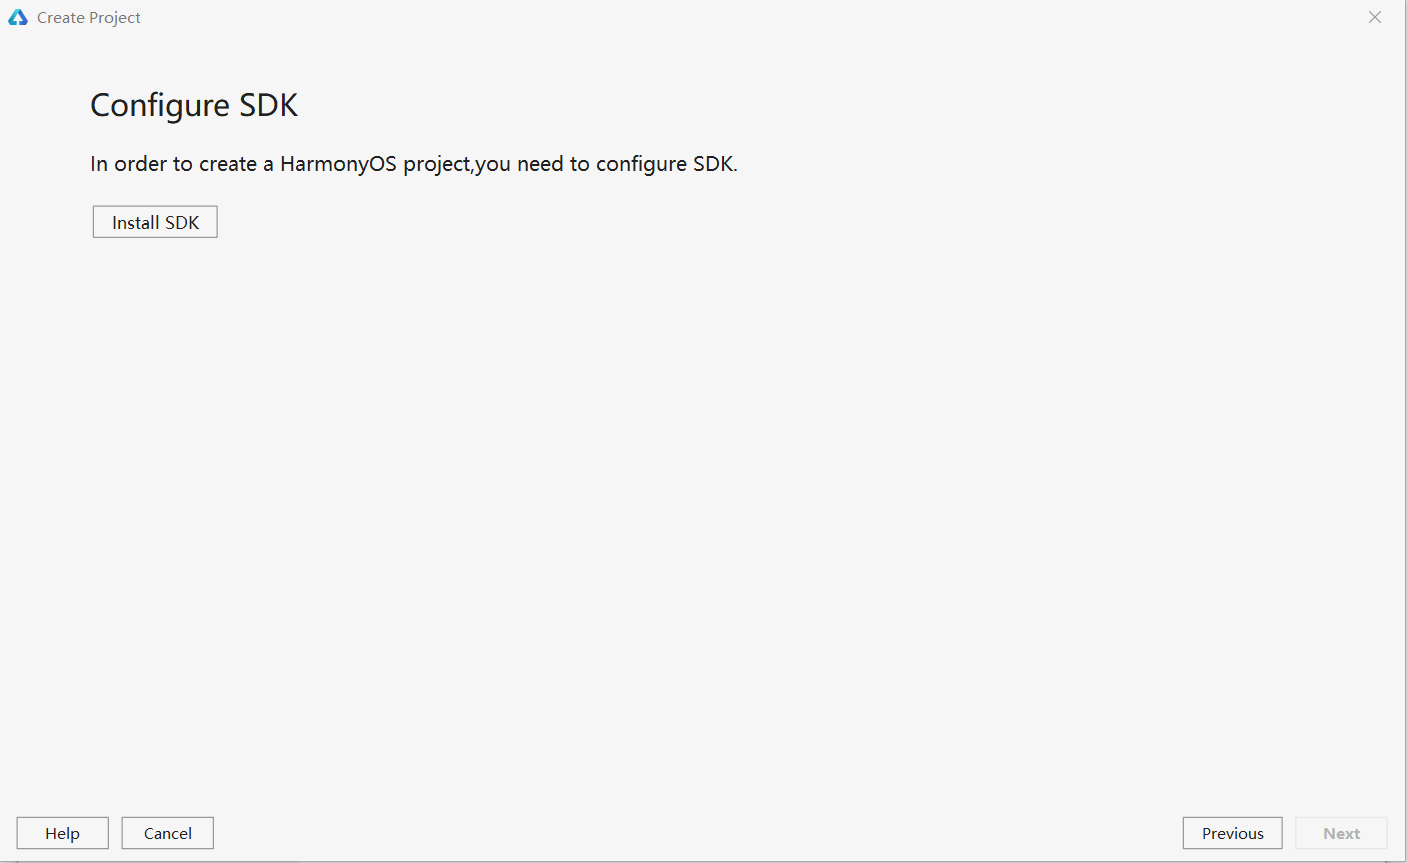 Create Project
Configure SDK
In order to create a HarmonyOS project,you need to configure SDK.
Install SDK
Help
Cancel
Previous
Next